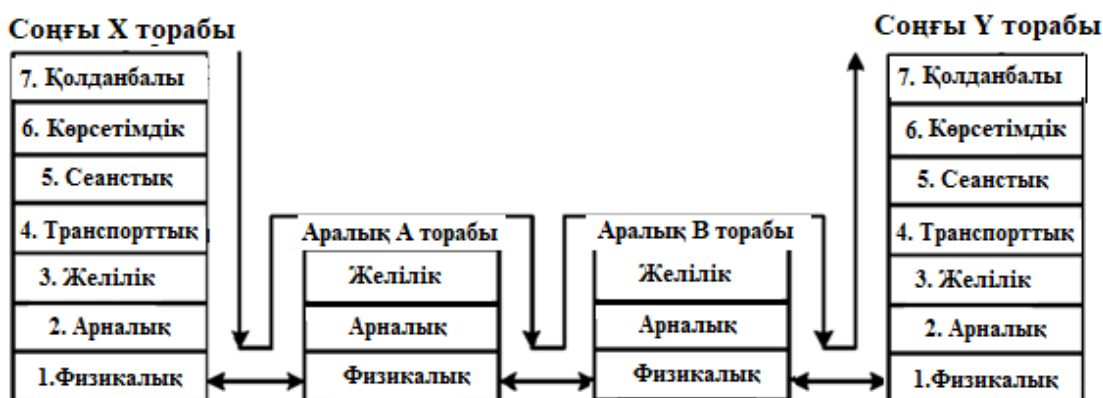 Соңғы X торабы
7. Қолданбалы
6. Көрсетімдік
5. Сеанстық
4. Транспорттық
3. Желілік
2. Арналық
1.Физикалық
Аралық А торабы
Желілік
Арналық
Физикалық
Аралық В торабы
Желілік
Арналық
Физикалық
Соңғы Y торабы
7. Қолданбалы
6. Көрсетімдік
5. Сеанстық
4. Транспорттық
3. Желілік
2. Арналық
1.Физикалық